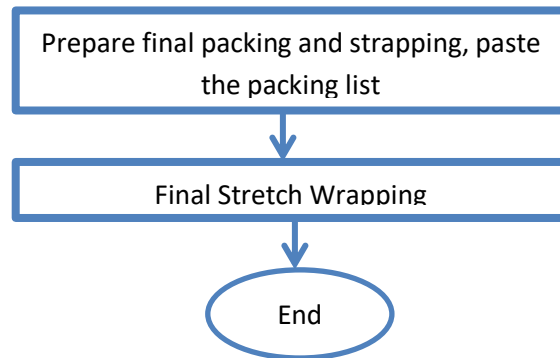 Prepare final packing and strapping, paste
the packing list
Final Stretch Wrapping
End